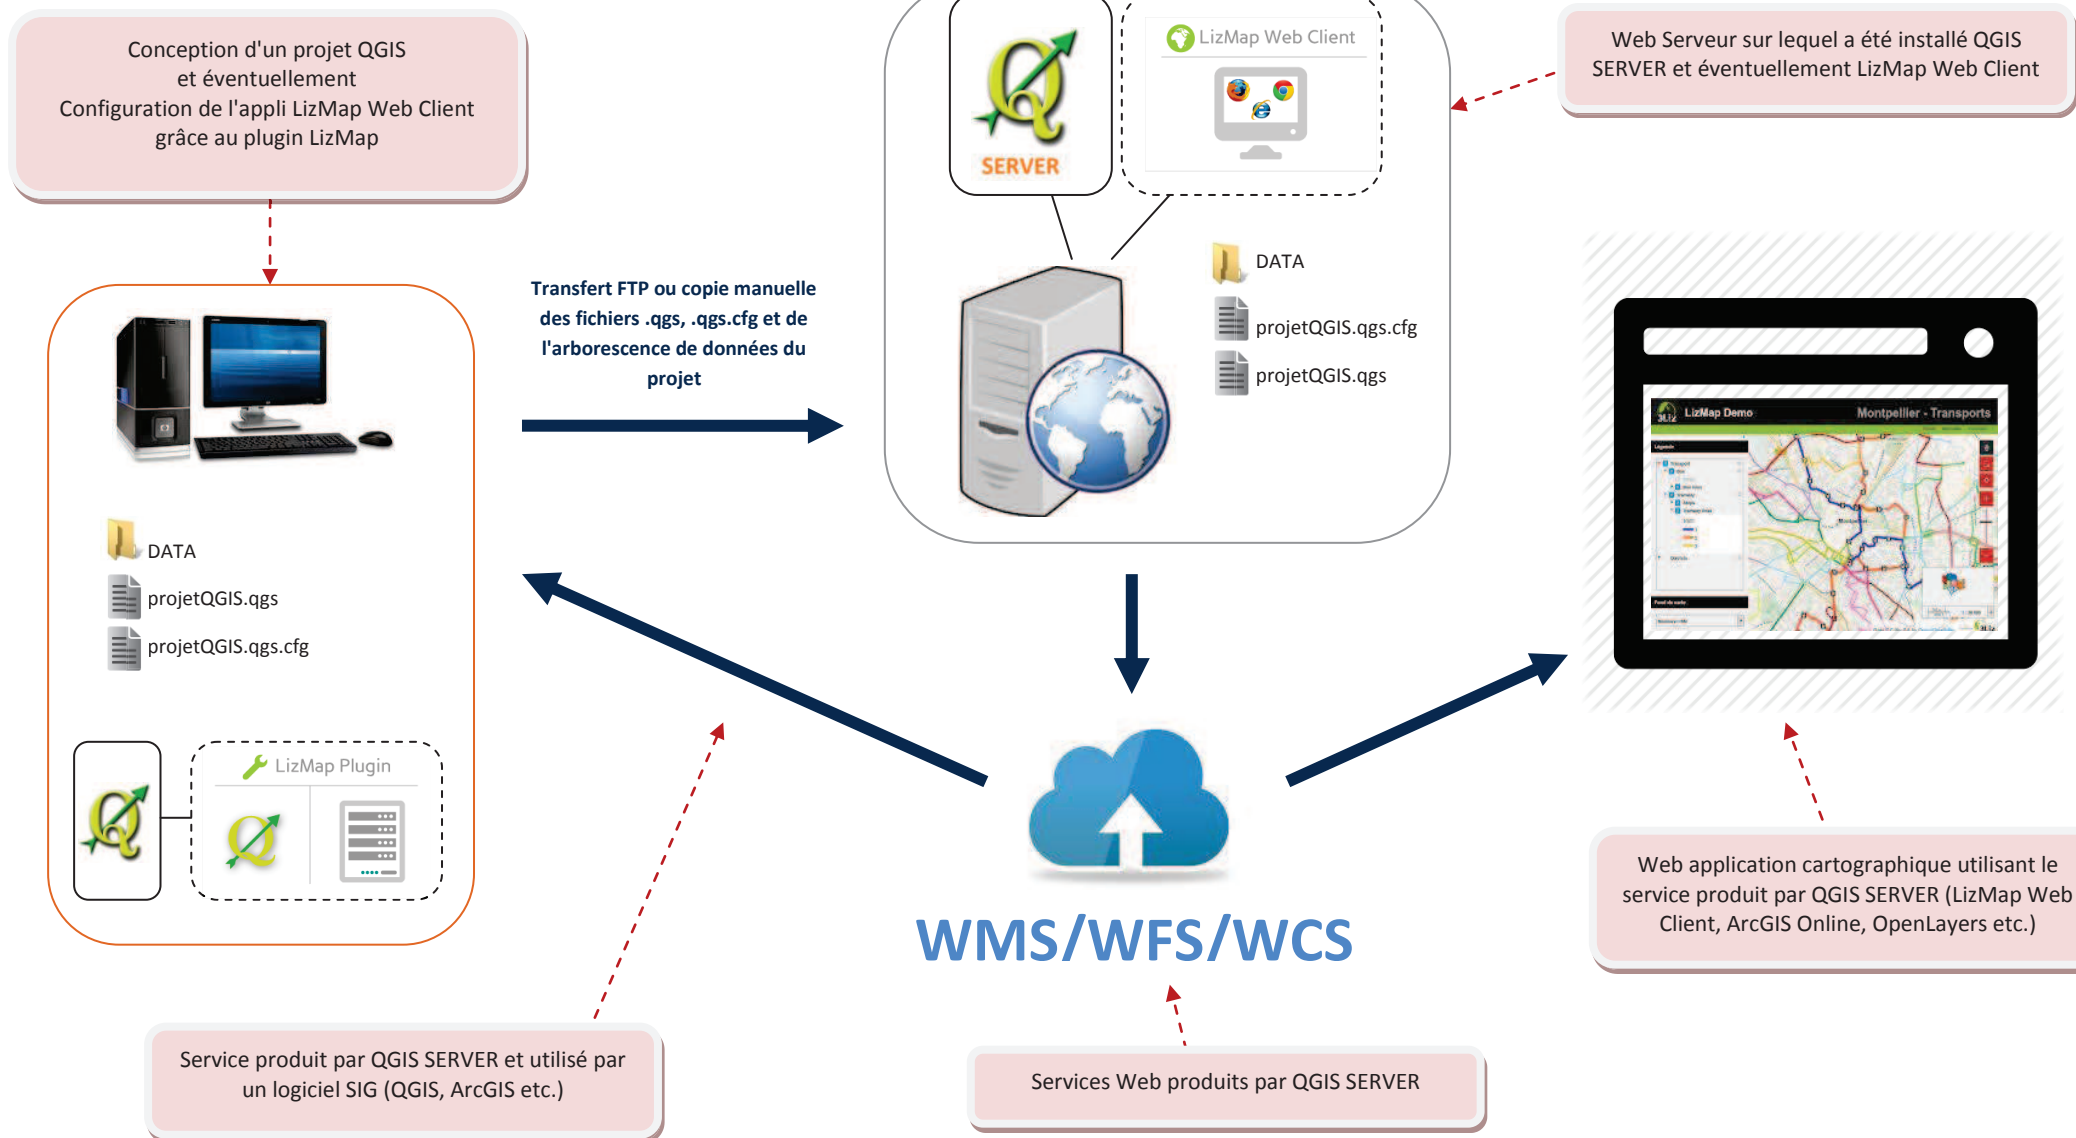 Conception d'un projet QGIS
et éventuellement
Configuration de l'appli LizMap Web Client
grâce au plugin LizMap
SERVER
LizMap Web Client
Web Serveur sur lequel a été installé QGIS
SERVER et éventuellement LizMap Web Client
DATA
projetQGIS.qgs.cfg
projetQGIS.qgs
Transfert FTP ou copie manuelle
des fichiers .qgs, .qgs.cfg et de
l'arborescence de données du
projet
DATA
projetQGIS.qgs
projetQGIS.qgs.cfg
LizMap Plugin
LizMap Demo
Montpellier - Transports
WMS/WFS/WCS
Web application cartographique utilisant le
service produit par QGIS SERVER (LizMap Web
Client, ArcGIS Online, OpenLayers etc.)
Service produit par QGIS SERVER et utilisé par
un logiciel SIG (QGIS, ArcGIS etc.)
Services Web produits par QGIS SERVER